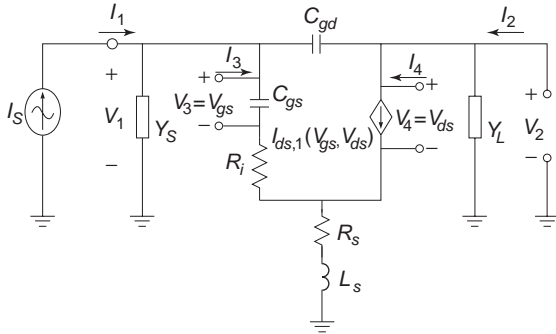 I1
Cgd
I2
I3
I4
+
+
+
+
IS
V1
YS
V3=Vgs
Cgs
V4=Vds
YL
V2
−
−
−
−
Ids,1(Vgs,Vds)
Ri
Rs
Ls